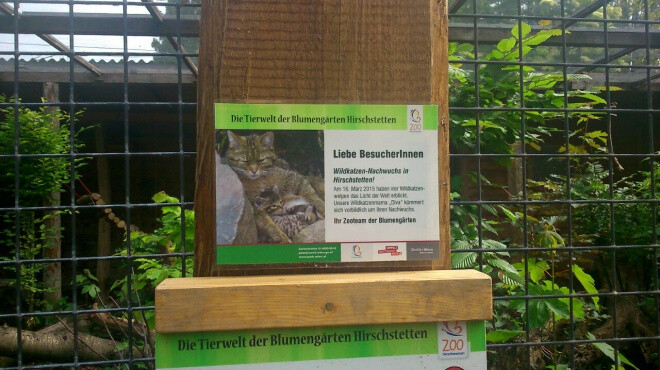 Die Tierwelt der Blumengärten Hirschstetten
ZOO
Liebe BesucherInnen
Wildkatzen-Nachwuchs in
Hirschstetten!
Am 16. März 2015 haben vier Wildkatzen-
welpen das Licht der Welt erblickt.
Unsere Wildkatzenmama „Diva" kümmert
sich vorbildlich um ihren Nachwuchs.
Ihr Zooteam der Blumengärten
Die Tierwelt der Blumengärten Hirschstetten
ZOO